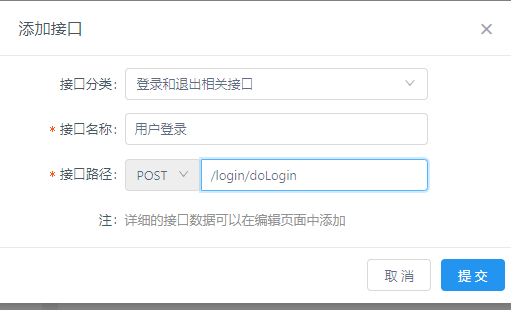 添加接口
接口分类： 登录和退出相关接口
* 接口名称： 用户登录
* 接口路径： POST /login/doLogin
注： 详细的接口数据可以在编辑页面中添加
取 消 提 交